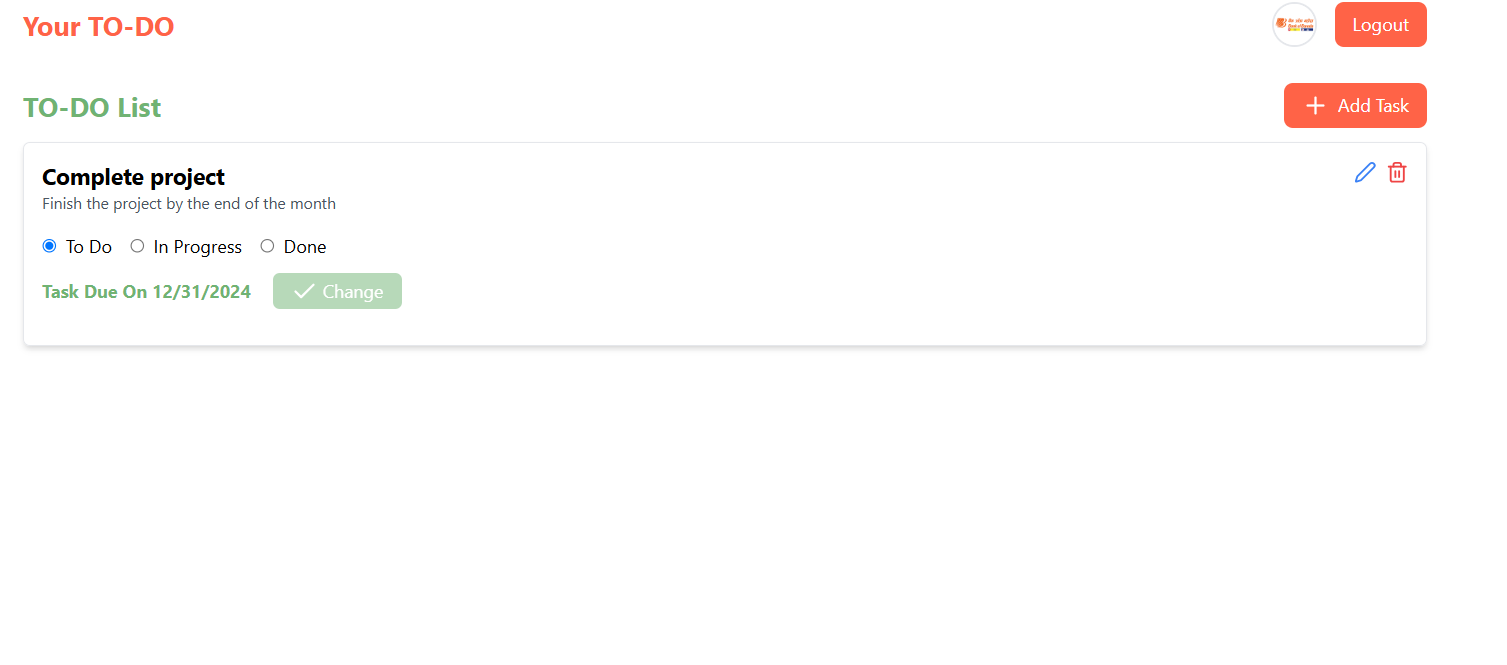 Your TO-DO
Logout
TO-DO List
Add Task
Complete project
Finish the project by the end of the month
To Do In Progress Done
Task Due On 12/31/2024 Change